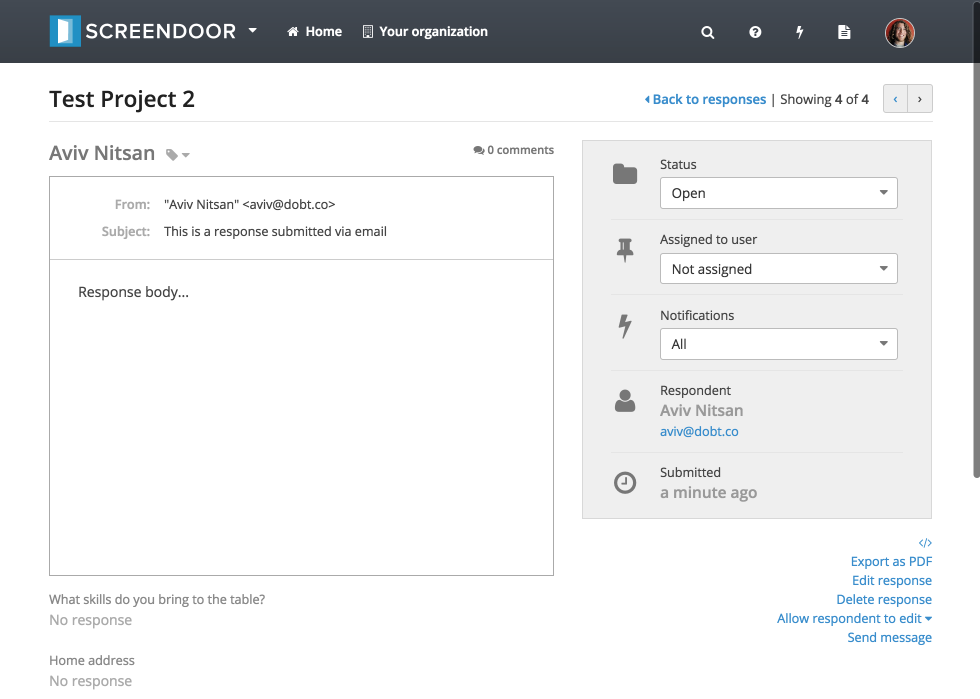 SCREENDOOR
Home
Your organization
Test Project 2
Back to responses | Showing 4 of 4
Aviv Nitsan
0 comments
From: "Aviv Nitsan" <aviv@dobt.co>
Subject: This is a response submitted via email
Response body...
What skills do you bring to the table?
No response
Home address
No response
Status
Open
Assigned to user
Not assigned
Notifications
All
Respondent
Aviv Nitsan
aviv@dobt.co
Submitted
a minute ago
</>
Export as PDF
Edit response
Delete response
Allow respondent to edit
Send message